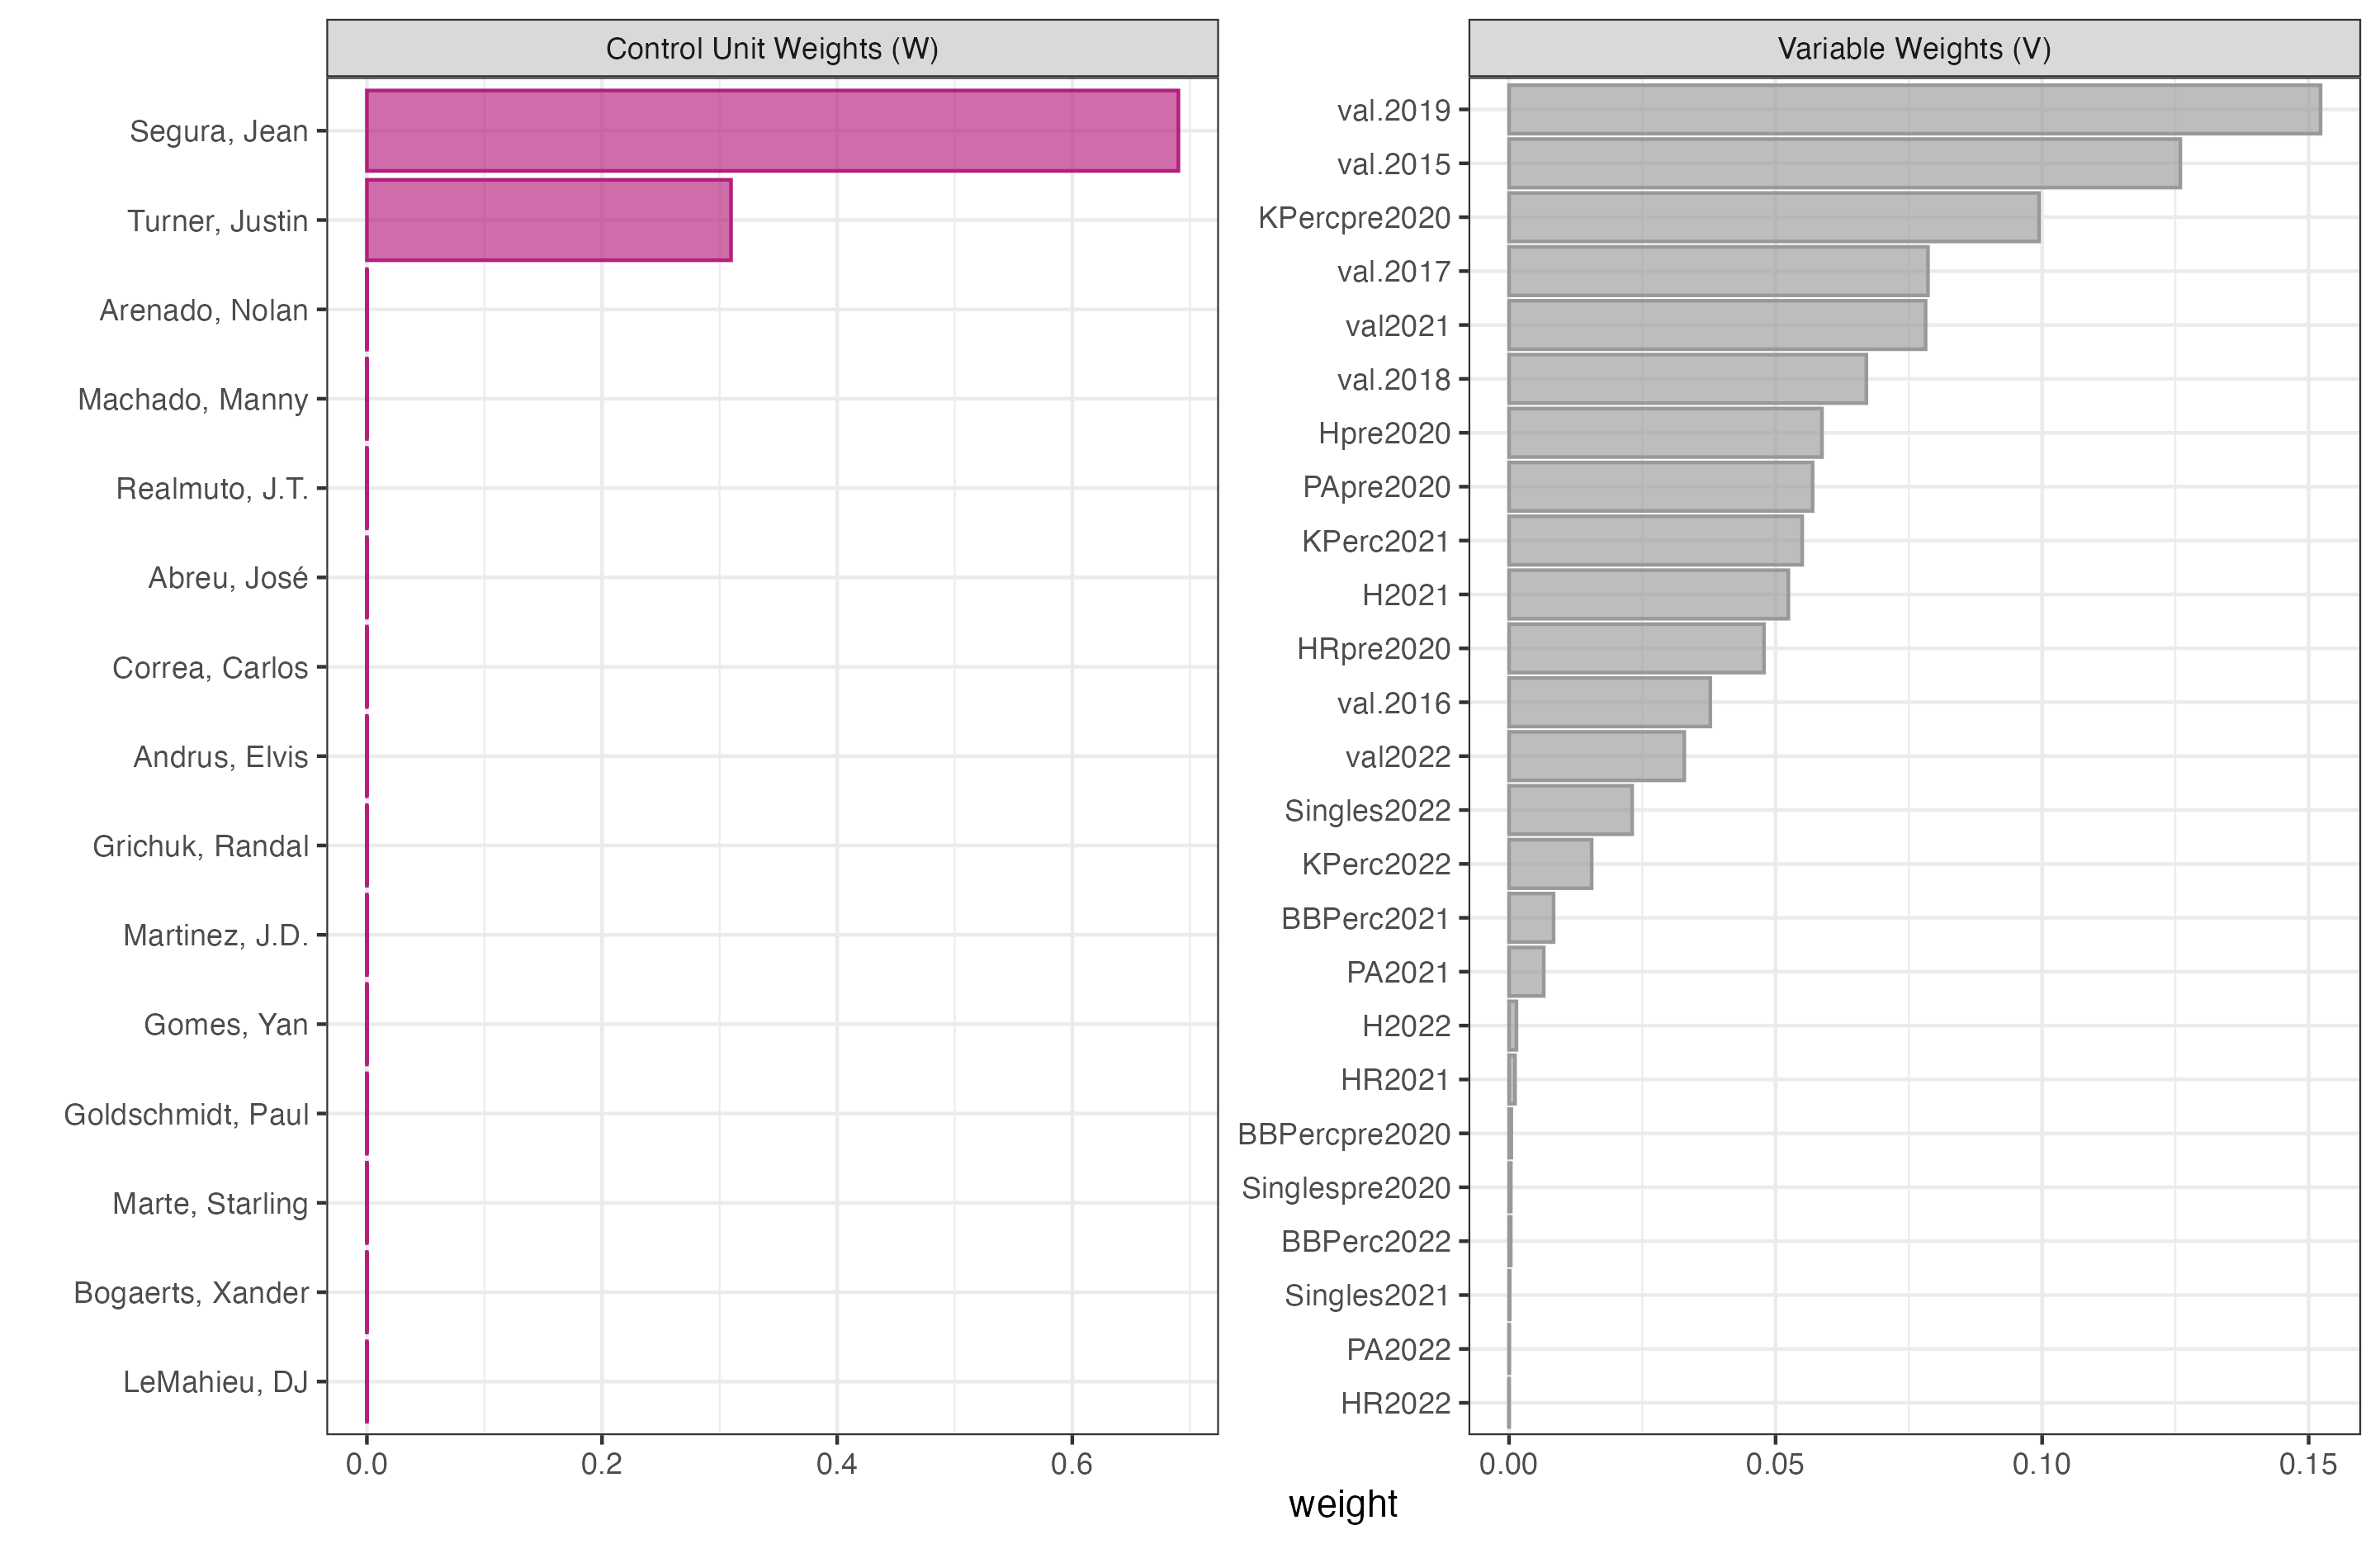 Control Unit Weights (W)
Segura, Jean
Turner, Justin
Arenado, Nolan
Machado, Manny
Realmuto, J.T.
Abreu, José
Correa, Carlos
Andrus, Elvis
Grichuk, Randal
Martinez, J.D.
Gomes, Yan
Goldschmidt, Paul
Marte, Starling
Bogaerts, Xander
LeMahieu, DJ
0.0 0.2 0.4 0.6
Variable Weights (V)
val.2019
val.2015
KPercpre2020
val.2017
val2021
val.2018
Hpre2020
PApre2020
KPerc2021
H2021
HRpre2020
val.2016
val2022
Singles2022
KPerc2022
BBPerc2021
PA2021
H2022
HR2021
BBPercpre2020
Singlespre2020
BBPerc2022
Singles2021
PA2022
HR2022
0.00 0.05 0.10 0.15
weight